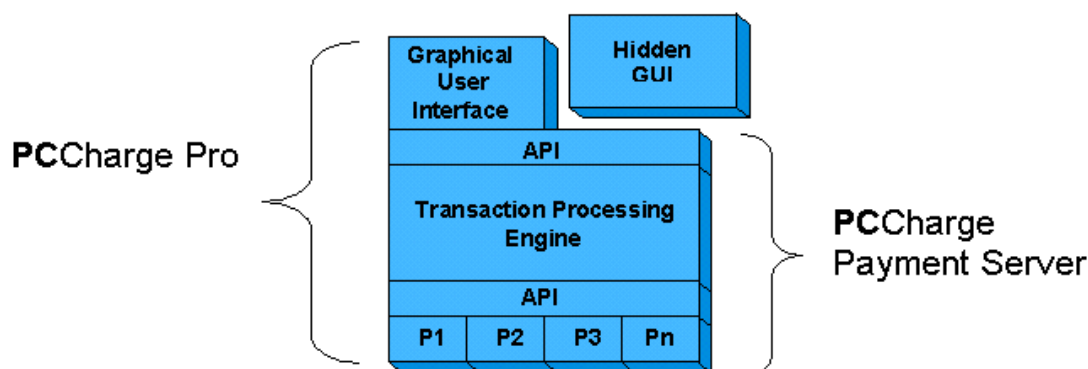 Graphical
User
Interface
Hidden
GUI
PCCharge Pro
API
Transaction Processing
Engine
PCCharge
Payment Server
API
P1 P2 P3 Pn